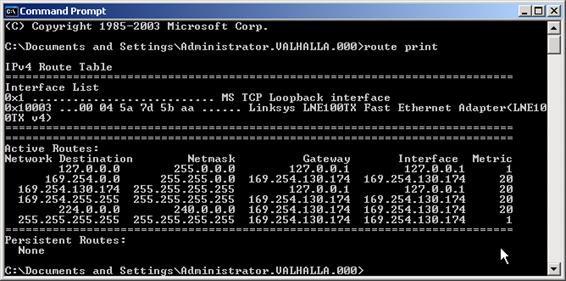 Command Prompt
(C) Copyright 1985-2003 Microsoft Corp.
C:\Documents and Settings\Administrator.VALHALLA.000>route print
IPv4 Route Table
===========================================================================
Interface List
0x1 ........................... MS TCP Loopback interface
0x10003 ...00 04 5a 7d 5b aa ...... Linksys LNE100TX Fast Ethernet Adapter(LNE10
0TX v4)
===========================================================================
===========================================================================
Active Routes:
Network Destination        Netmask          Gateway       Interface  Metric
127.0.0.0        255.0.0.0        127.0.0.1       127.0.0.1       1
169.254.0.0      255.255.0.0  169.254.130.174  169.254.130.174      20
169.254.130.174  255.255.255.255        127.0.0.1       127.0.0.1      20
169.254.255.255  255.255.255.255  169.254.130.174  169.254.130.174      20
224.0.0.0        240.0.0.0  169.254.130.174  169.254.130.174      20
255.255.255.255  255.255.255.255  169.254.130.174  169.254.130.174       1
===========================================================================
Persistent Routes:
None
C:\Documents and Settings\Administrator.VALHALLA.000>